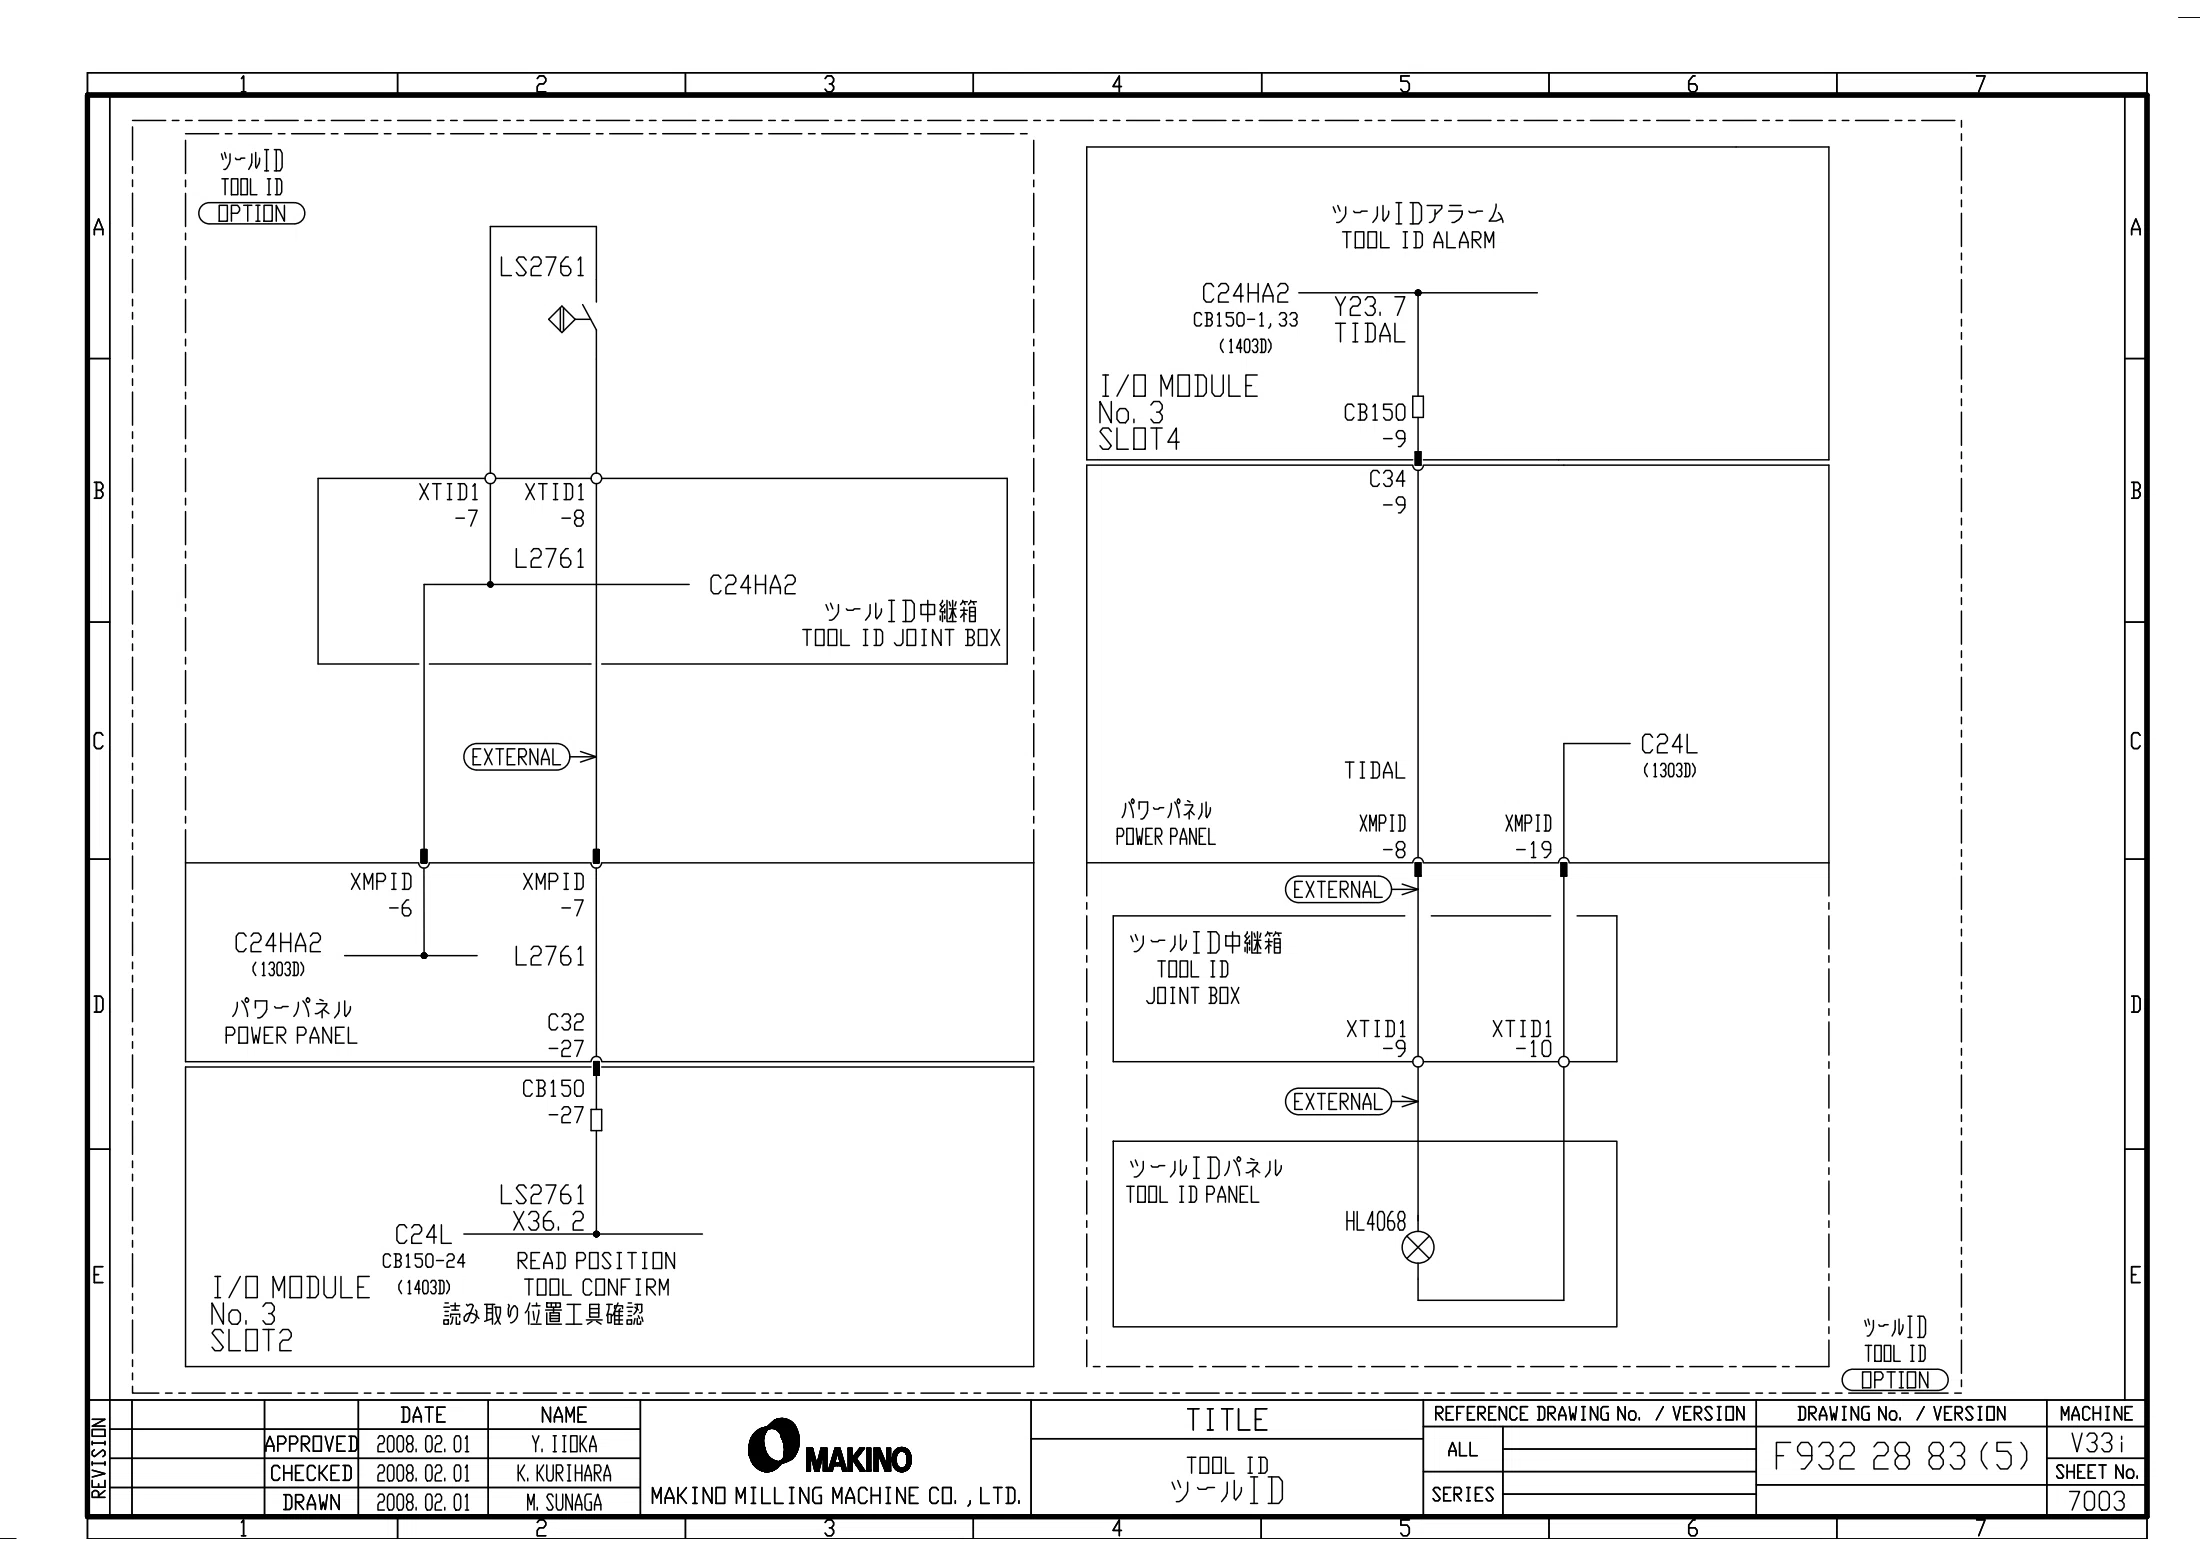 1 2 3 4 5 6 7
A
B
C
D
E
ツールID
TOOL ID
OPTION
LS2761
XTID1
-7
XTID1
-8
L2761
C24HA2
ツールID中継箱
TOOL ID JOINT BOX
EXTERNAL
XMPID
-6
XMPID
-7
C24HA2
(1303D)
L2761
パワーパネル
POWER PANEL
C32
-27
CB150
-27
LS2761
X36.2
C24L
CB150-24
(1403D)
READ POSITION
TOOL CONFIRM
読み取り位置工具確認
I/O MODULE
No. 3
SLOT2
ツールIDアラーム
TOOL ID ALARM
C24HA2
CB150-1,33
(1403D)
Y23.7
TIDAL
I/O MODULE
No. 3
SLOT4
CB150
-9
C34
-9
C24L
(1303D)
TIDAL
パワーパネル
POWER PANEL
XMPID
-8
XMPID
-19
EXTERNAL
ツールID中継箱
TOOL ID
JOINT BOX
XTID1
-9
XTID1
-10
EXTERNAL
ツールIDパネル
TOOL ID PANEL
HL4068
ツールID
TOOL ID
OPTION
A
B
C
D
E
REVISION
DATE NAME
APPROVED 2008.02.01 Y. IIOKA
CHECKED 2008.02.01 K. KURIHARA
DRAWN 2008.02.01 M. SUNAGA
MAKINO
MAKINO MILLING MACHINE CO.,LTD.
TITLE
TOOL ID
ツールID
REFERENCE DRAWING No. / VERSION
ALL
SERIES
DRAWING No. / VERSION
F932 28 83(5)
MACHINE
V33i
SHEET No.
7003
1 2 3 4 5 6 7